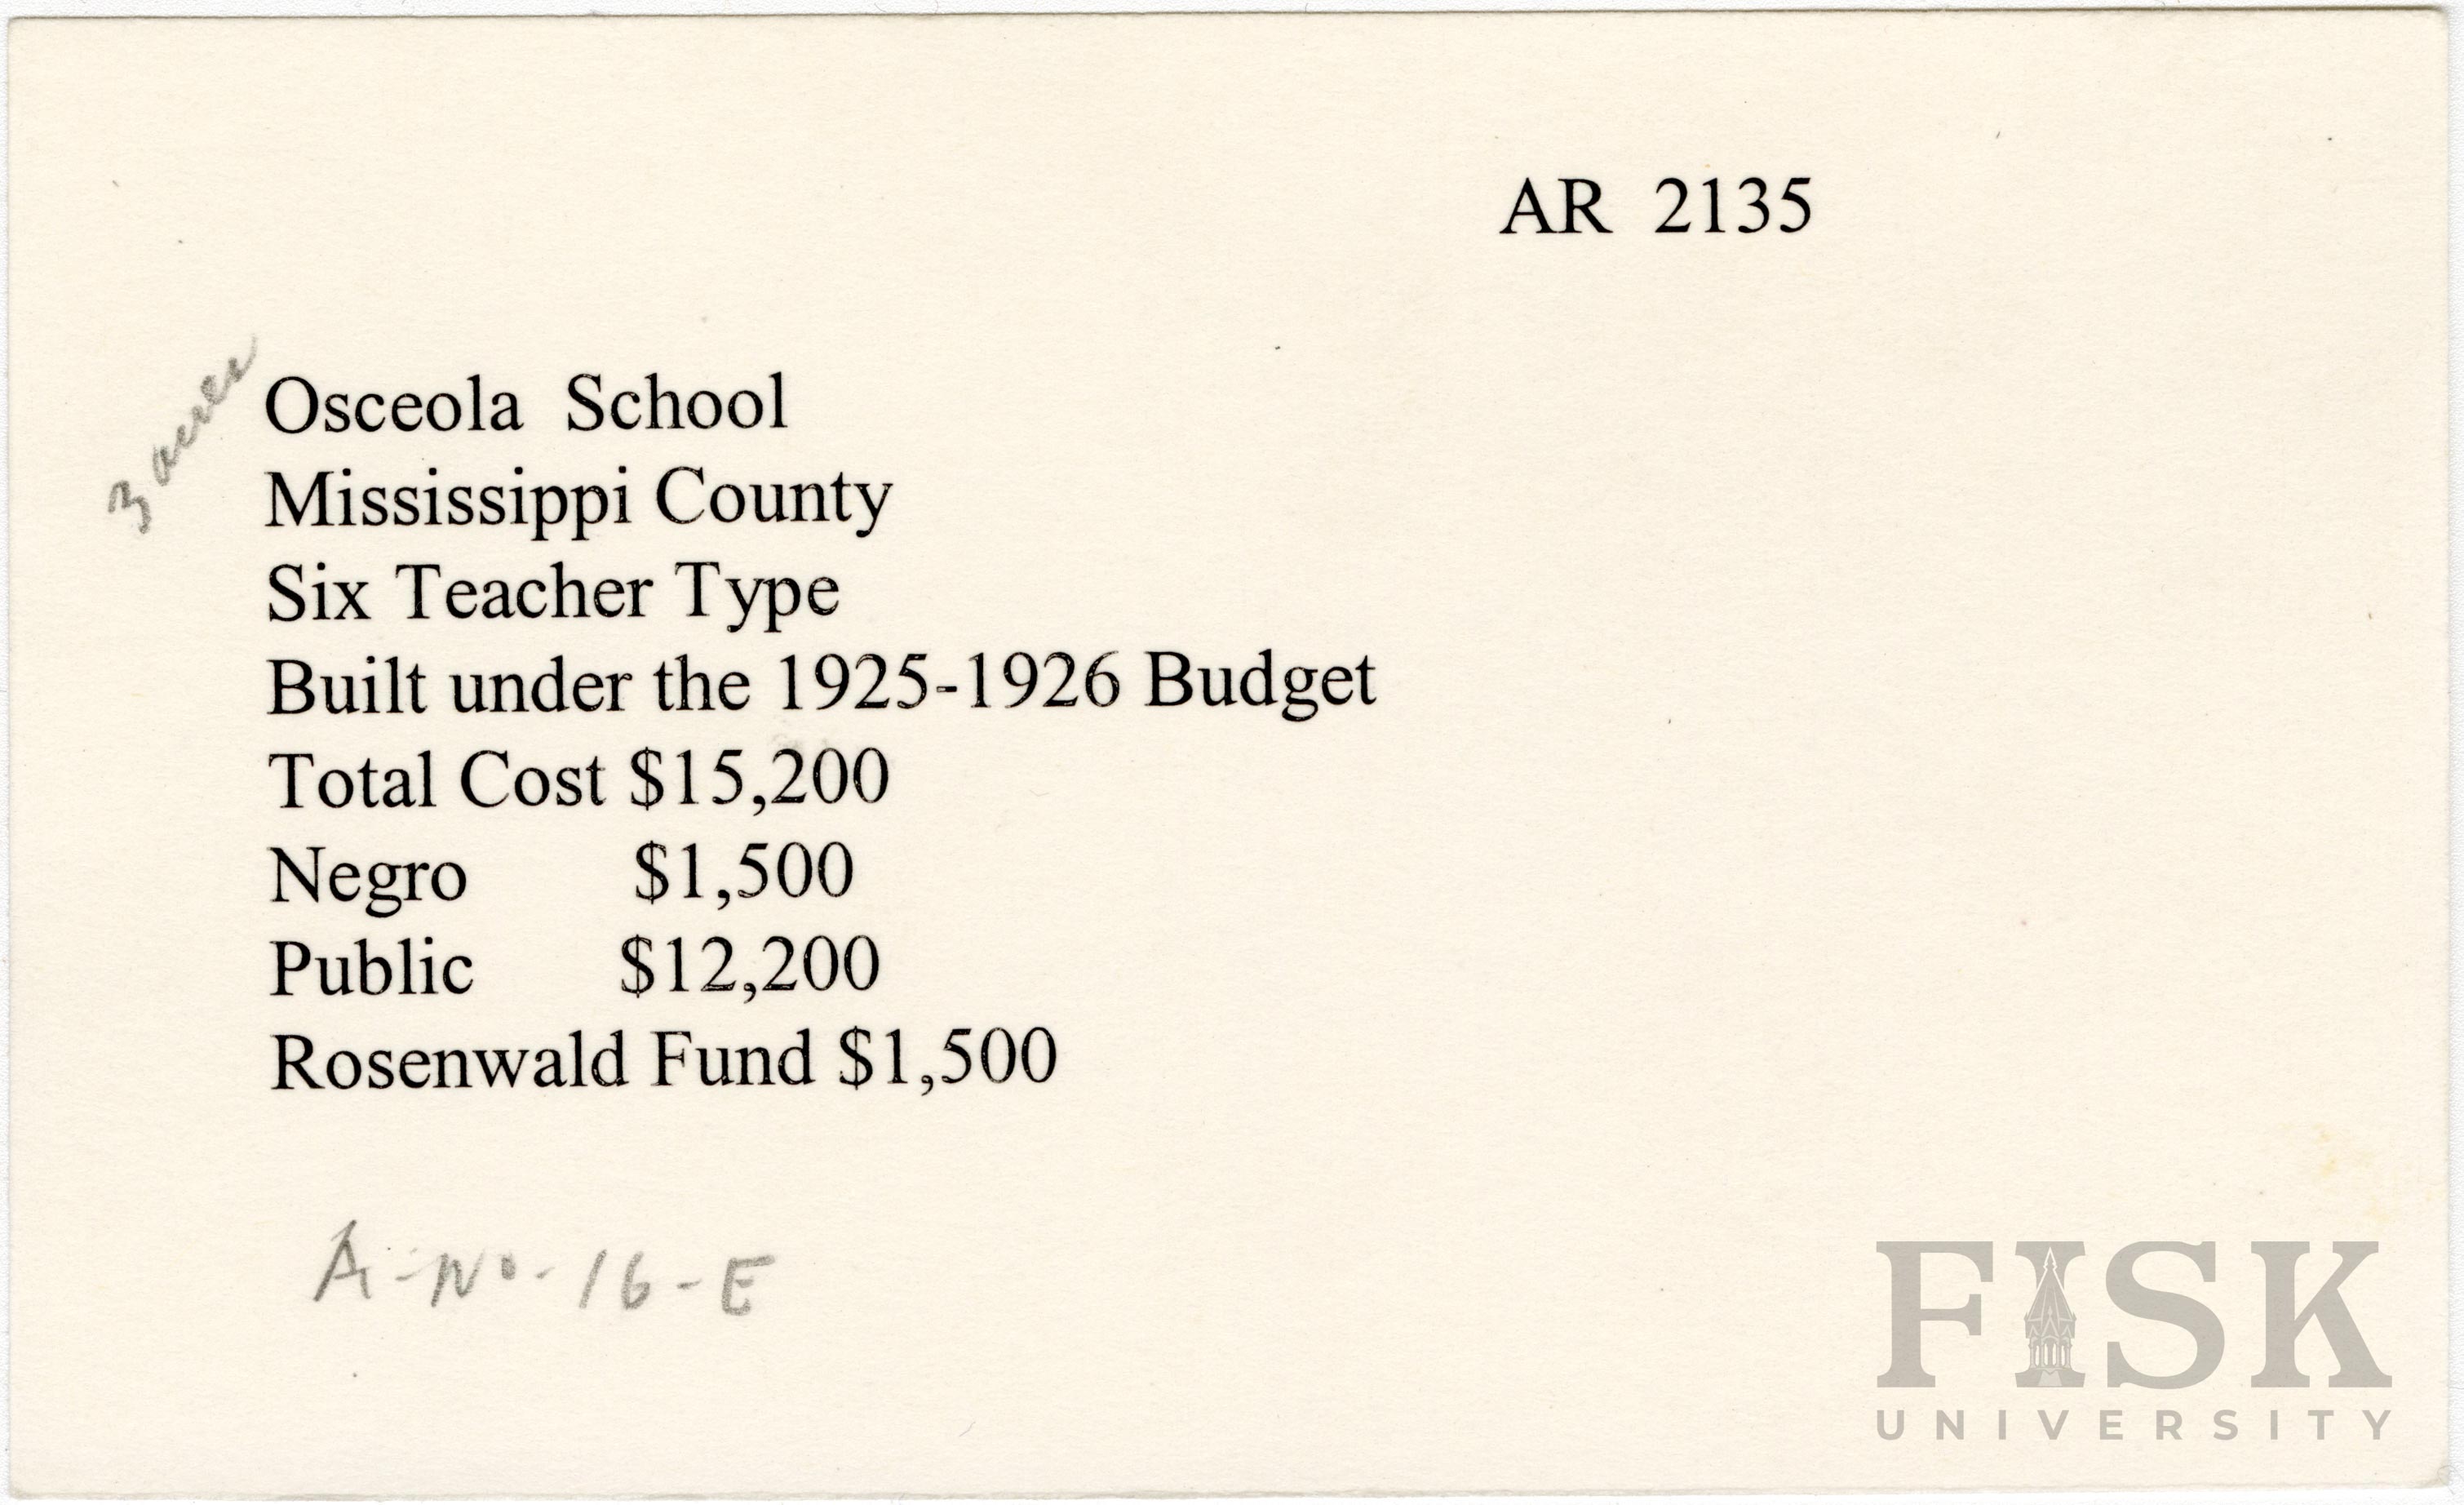 AR 2135
3 acres
Osceola School
Mississippi County
Six Teacher Type
Built under the 1925-1926 Budget
Total Cost $15,200
Negro $1,500
Public $12,200
Rosenwald Fund $1,500
A-No-16-E
FISK
UNIVERSITY